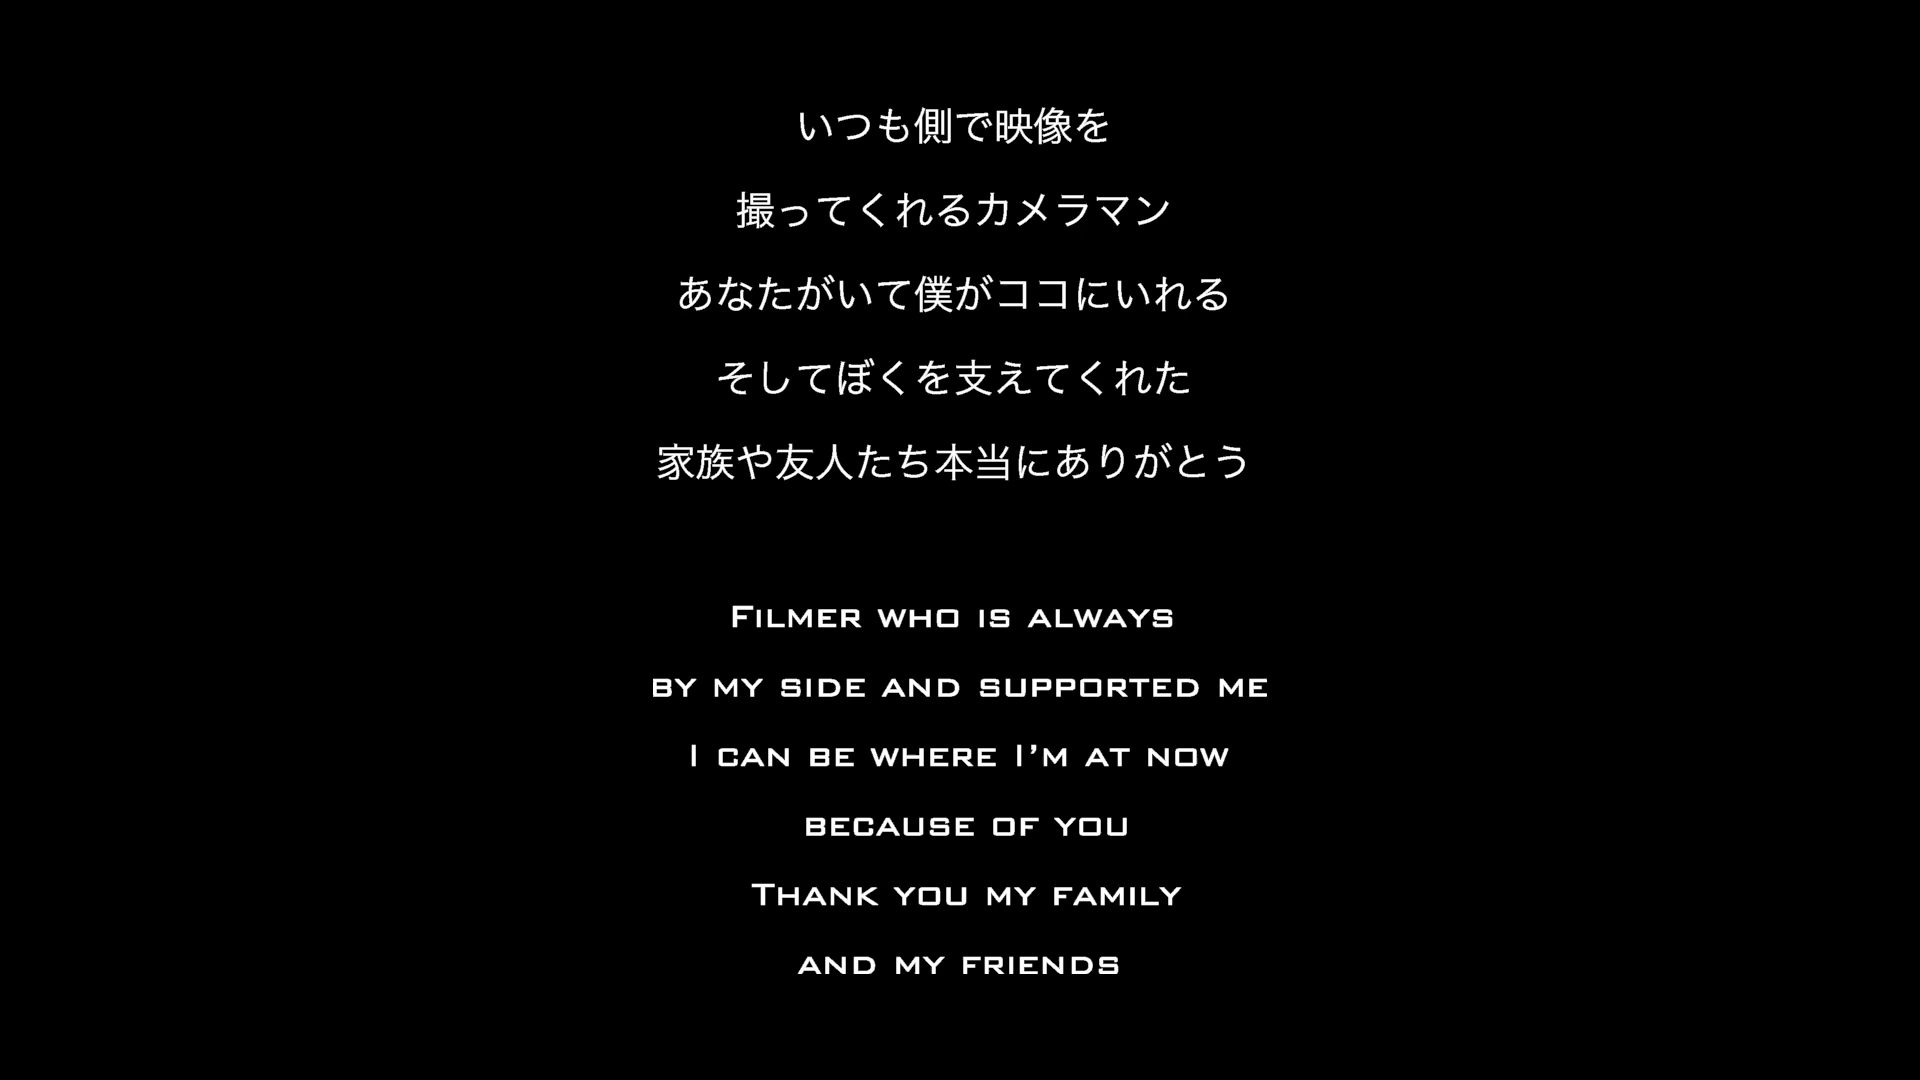 いつも側で映像を
撮ってくれるカメラマン
あなたがいて僕がココにいれる
そしてぼくを支えてくれた
家族や友人たち本当にありがとう
Filmer who is always
by my side and supported me
I can be where I’m at now
because of you
Thank you my family
and my friends